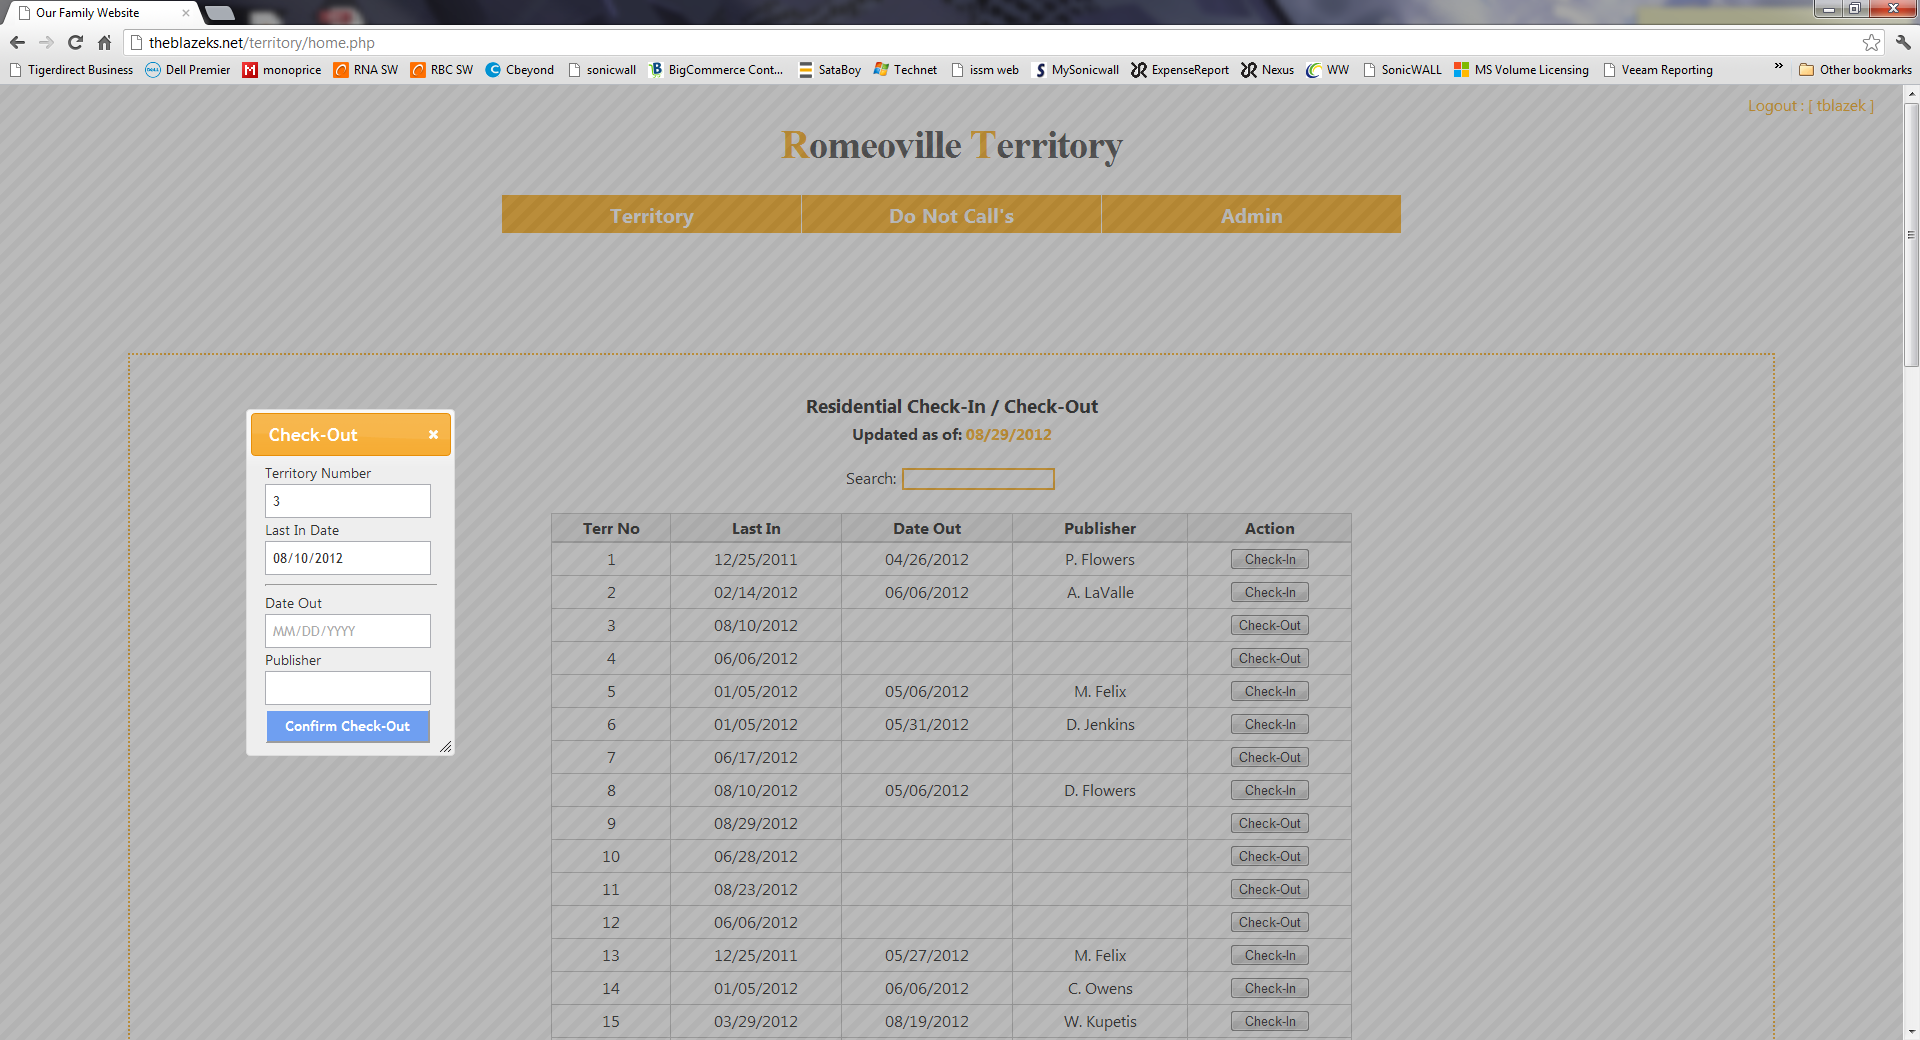 Our Family Website
theblazeks.net/territory/home.php
Tigerdirect Business Dell Premier monoprice RNA SW RBC SW Cbeyond sonicwall BigCommerce Cont... SataBoy Technet issm web MySonicwall ExpenseReport Nexus WW SonicWALL MS Volume Licensing Veeam Reporting » Other bookmarks
Logout : [ tblazek ]
Romeoville Territory
Territory Do Not Call's Admin
Residential Check-In / Check-Out
Updated as of: 08/29/2012
Search:
Check-Out
Territory Number
3
Last In Date
08/10/2012
Date Out
MM/DD/YYYY
Publisher
Confirm Check-Out
Terr No Last In Date Out Publisher Action
1 12/25/2011 04/26/2012 P. Flowers Check-In
2 02/14/2012 06/06/2012 A. LaValle Check-In
3 08/10/2012 Check-Out
4 06/06/2012 Check-Out
5 01/05/2012 05/06/2012 M. Felix Check-In
6 01/05/2012 05/31/2012 D. Jenkins Check-In
7 06/17/2012 Check-Out
8 08/10/2012 05/06/2012 D. Flowers Check-In
9 08/29/2012 Check-Out
10 06/28/2012 Check-Out
11 08/23/2012 Check-Out
12 06/06/2012 Check-Out
13 12/25/2011 05/27/2012 M. Felix Check-In
14 01/05/2012 06/06/2012 C. Owens Check-In
15 03/29/2012 08/19/2012 W. Kupetis Check-In